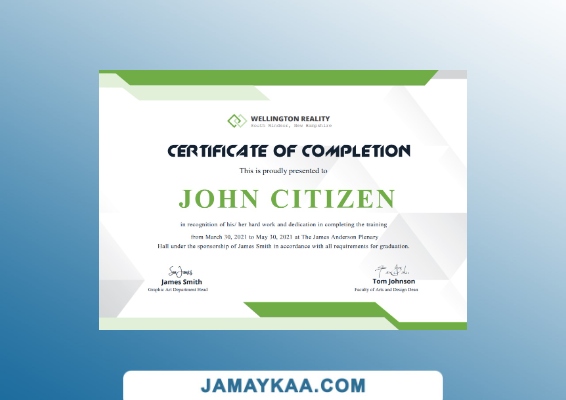 WELLINGTON REALITY
South Windsor, New Hampshire
CERTIFICATE OF COMPLETION
This is proudly presented to
JOHN CITIZEN
in recognition of his/ her hard work and dedication in completing the training
from March 30, 2021 to May 30, 2021 at The James Anderson Plenary
Hall under the sponsorship of James Smith in accordance with all requirments for graduation.
James Smith
Tom Johnson
Graphic Art Department Head
Faculty of Arts and Design Dean
JAMAYKAA.COM